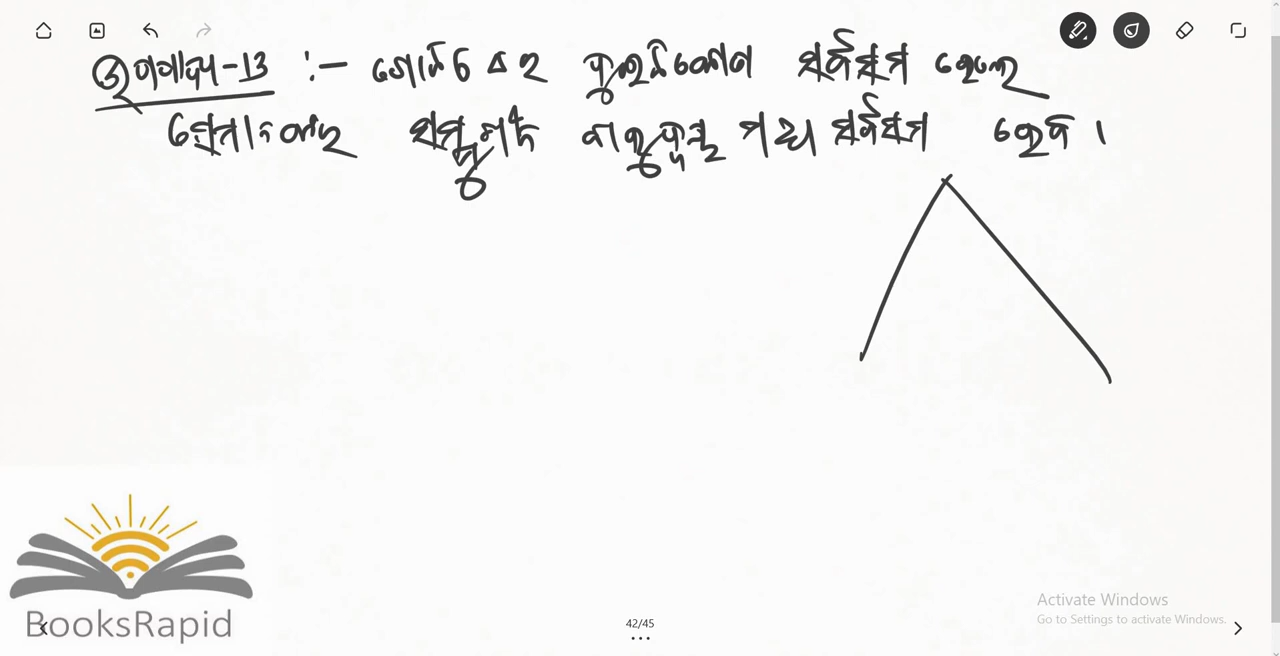 ଉପପାଦ୍ୟ-13 :- ଗୋଟିଏ Δ ର ଦୁଇଟି କୋଣ ସର୍ବସମ ହେଲେ
ସେମାନଙ୍କର ସମ୍ମୁଖୀନ ବାହୁଦ୍ୱୟ ମଧ୍ୟ ସର୍ବସମ ହେବ ।
BooksRapid
Activate Windows
Go to Settings to activate Windows.
42/45